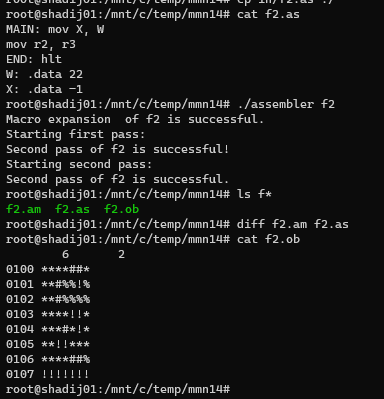 root@shadij01:/mnt/c/temp/mmn14# cp in/f2.as ./
root@shadij01:/mnt/c/temp/mmn14# cat f2.as
MAIN: mov X, W
mov r2, r3
END: hlt
W: .data 22
X: .data -1
root@shadij01:/mnt/c/temp/mmn14# ./assembler f2
Macro expansion  of f2 is successful.
Starting first pass:
Second pass of f2 is successful!
Starting second pass:
Second pass of f2 is successful.
root@shadij01:/mnt/c/temp/mmn14# ls f*
f2.am  f2.as  f2.ob
root@shadij01:/mnt/c/temp/mmn14# diff f2.am f2.as
root@shadij01:/mnt/c/temp/mmn14# cat f2.ob
6 2
0100 ****##*
0101 **#%%!%
0102 **#%%%%
0103 ****!!*
0104 ***#*!*
0105 **!!***
0106 ****##%
0107 !!!!!!!
root@shadij01:/mnt/c/temp/mmn14#